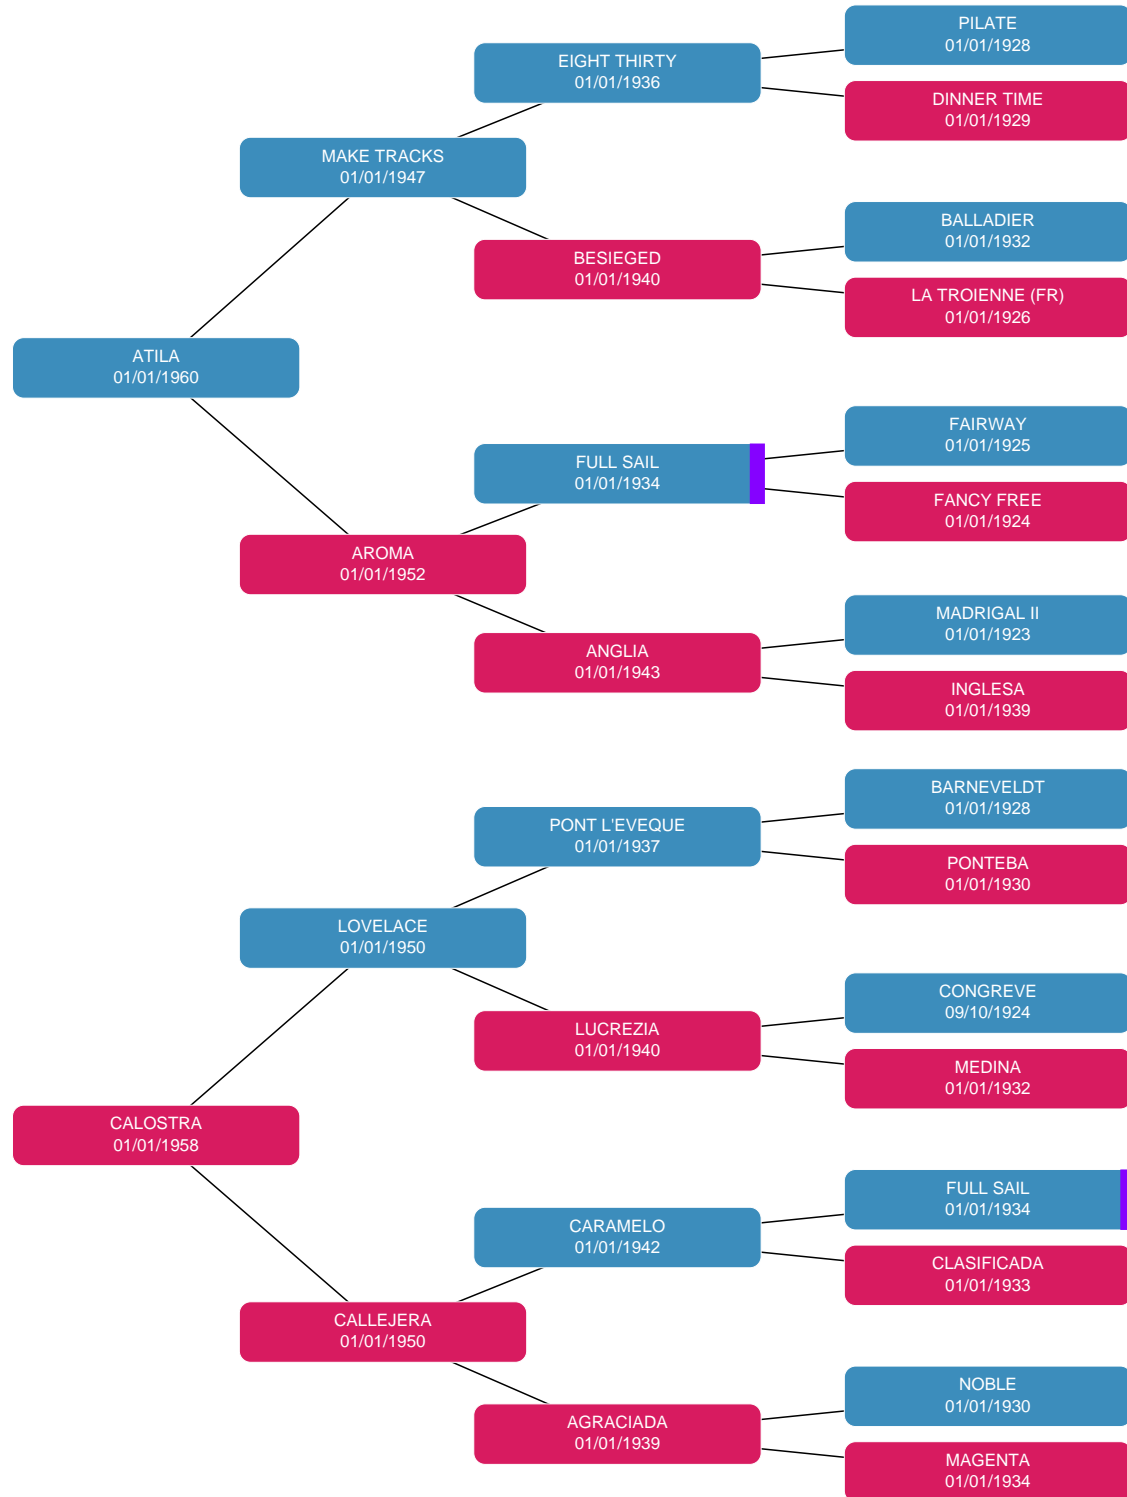 PILATE
01/01/1928
EIGHT THIRTY
01/01/1936
DINNER TIME
01/01/1929
MAKE TRACKS
01/01/1947
BALLADIER
01/01/1932
BESIEGED
01/01/1940
LA TROIENNE (FR)
01/01/1926
ATILA
01/01/1960
FAIRWAY
01/01/1925
FULL SAIL
01/01/1934
FANCY FREE
01/01/1924
AROMA
01/01/1952
MADRIGAL II
01/01/1923
ANGLIA
01/01/1943
INGLESA
01/01/1939
BARNEVELDT
01/01/1928
PONT L'EVEQUE
01/01/1937
PONTEBA
01/01/1930
LOVELACE
01/01/1950
CONGREVE
09/10/1924
LUCREZIA
01/01/1940
MEDINA
01/01/1932
CALOSTRA
01/01/1958
FULL SAIL
01/01/1934
CARAMELO
01/01/1942
CLASIFICADA
01/01/1933
CALLEJERA
01/01/1950
NOBLE
01/01/1930
AGRACIADA
01/01/1939
MAGENTA
01/01/1934